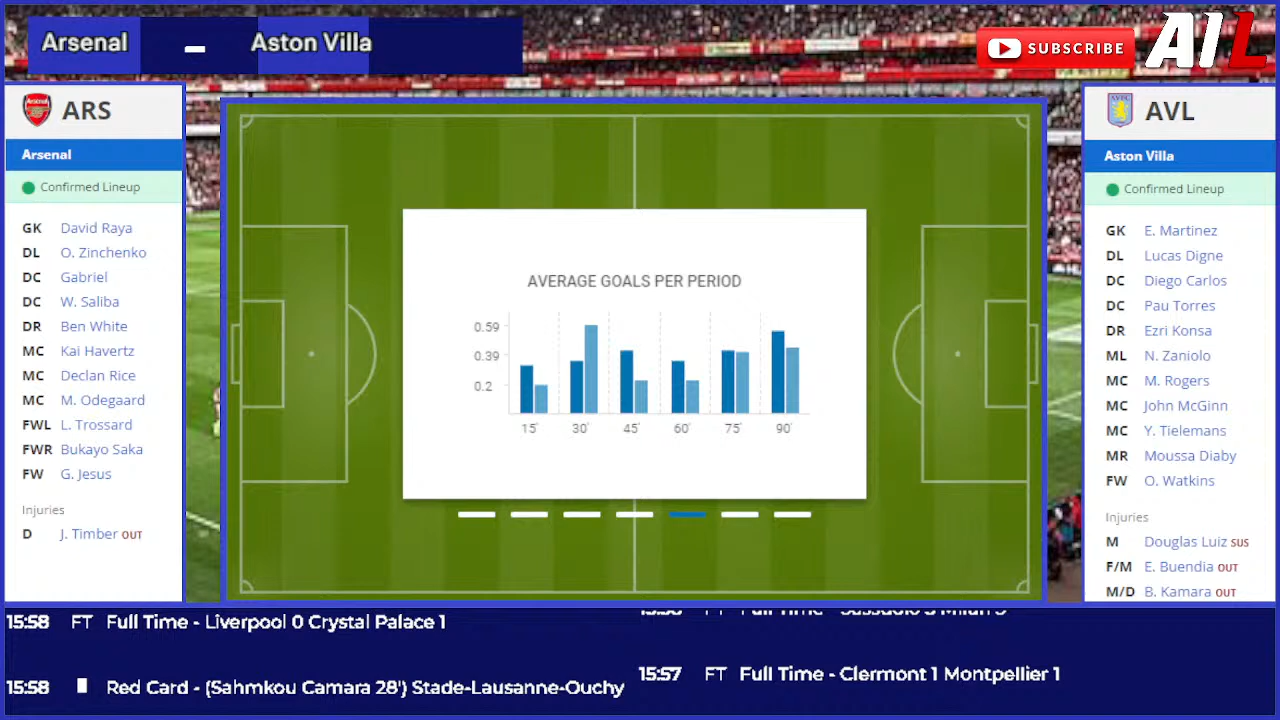 Arsenal
-
Aston Villa
SUBSCRIBE
AIL
ARS
Arsenal
Confirmed Lineup
GK David Raya
DL O. Zinchenko
DC Gabriel
DC W. Saliba
DR Ben White
MC Kai Havertz
MC Declan Rice
MC M. Odegaard
FWL L. Trossard
FWR Bukayo Saka
FW G. Jesus
Injuries
D J. Timber OUT
AVERAGE GOALS PER PERIOD
0.59
0.39
0.2
15' 30' 45' 60' 75' 90'
AVL
Aston Villa
Confirmed Lineup
GK E. Martinez
DL Lucas Digne
DC Diego Carlos
DC Pau Torres
DR Ezri Konsa
ML N. Zaniolo
MC M. Rogers
MC John McGinn
MC Y. Tielemans
MR Moussa Diaby
FW O. Watkins
Injuries
M Douglas Luiz SUS
F/M E. Buendia OUT
M/D B. Kamara OUT
15:58 FT Full Time - Liverpool 0 Crystal Palace 1
15:58 Red Card - (Sahmkou Camara 28') Stade-Lausanne-Ouchy
15:57 FT Full Time - Clermont 1 Montpellier 1